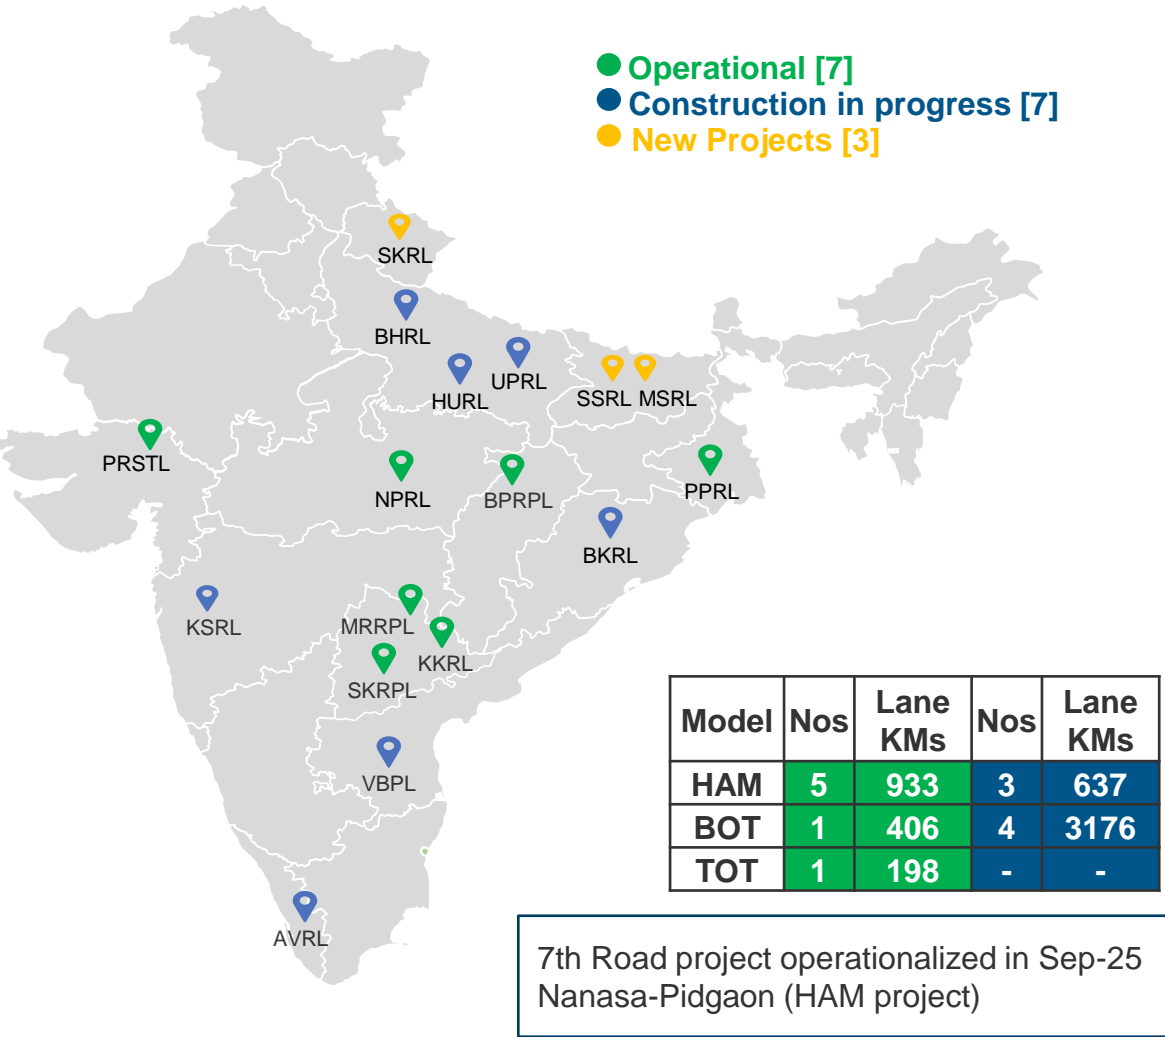 Operational [7]
Construction in progress [7]
New Projects [3]
SKRL
BHRL
UPRL
HURL
SSRL MSRL
PRSTL
NPRL
BPRPL
PPRL
BKRL
KSRL
MRRPL
KKRL
SKRPL
VBPL
AVRL
Model Nos Lane KMs Nos Lane KMs
HAM 5 933 3 637
BOT 1 406 4 3176
TOT 1 198 - -
7th Road project operationalized in Sep-25
Nanasa-Pidgaon (HAM project)